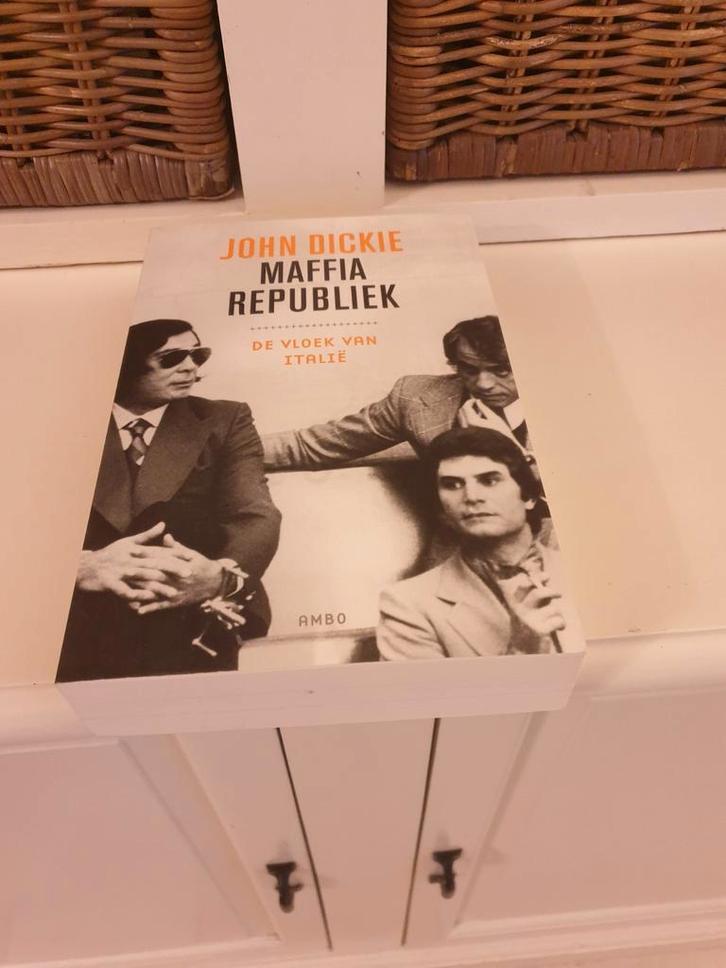 JOHN DICKIE
MAFFIA
REPUBLIEK
DE VLOEK VAN
ITALIË
AMBO